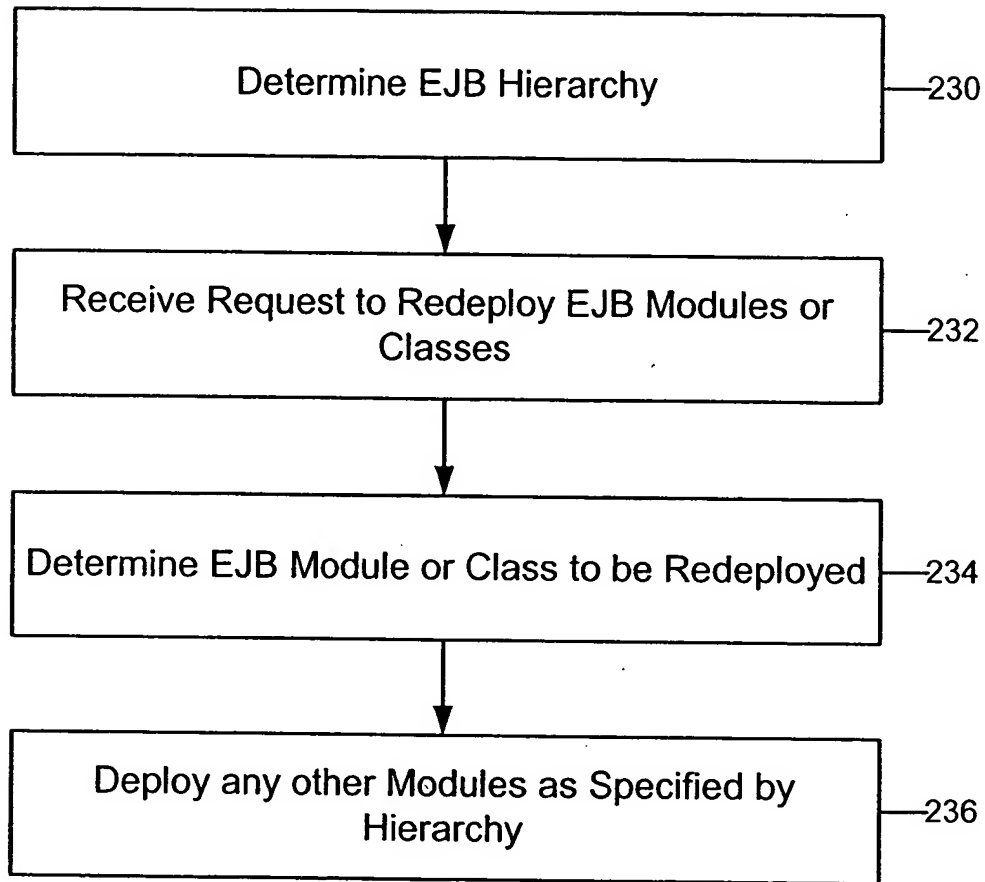 Determine EJB Hierarchy
230
Receive Request to Redeploy EJB Modules or
Classes
232
Determine EJB Module or Class to be Redeployed
234
Deploy any other Modules as Specified by
Hierarchy
236